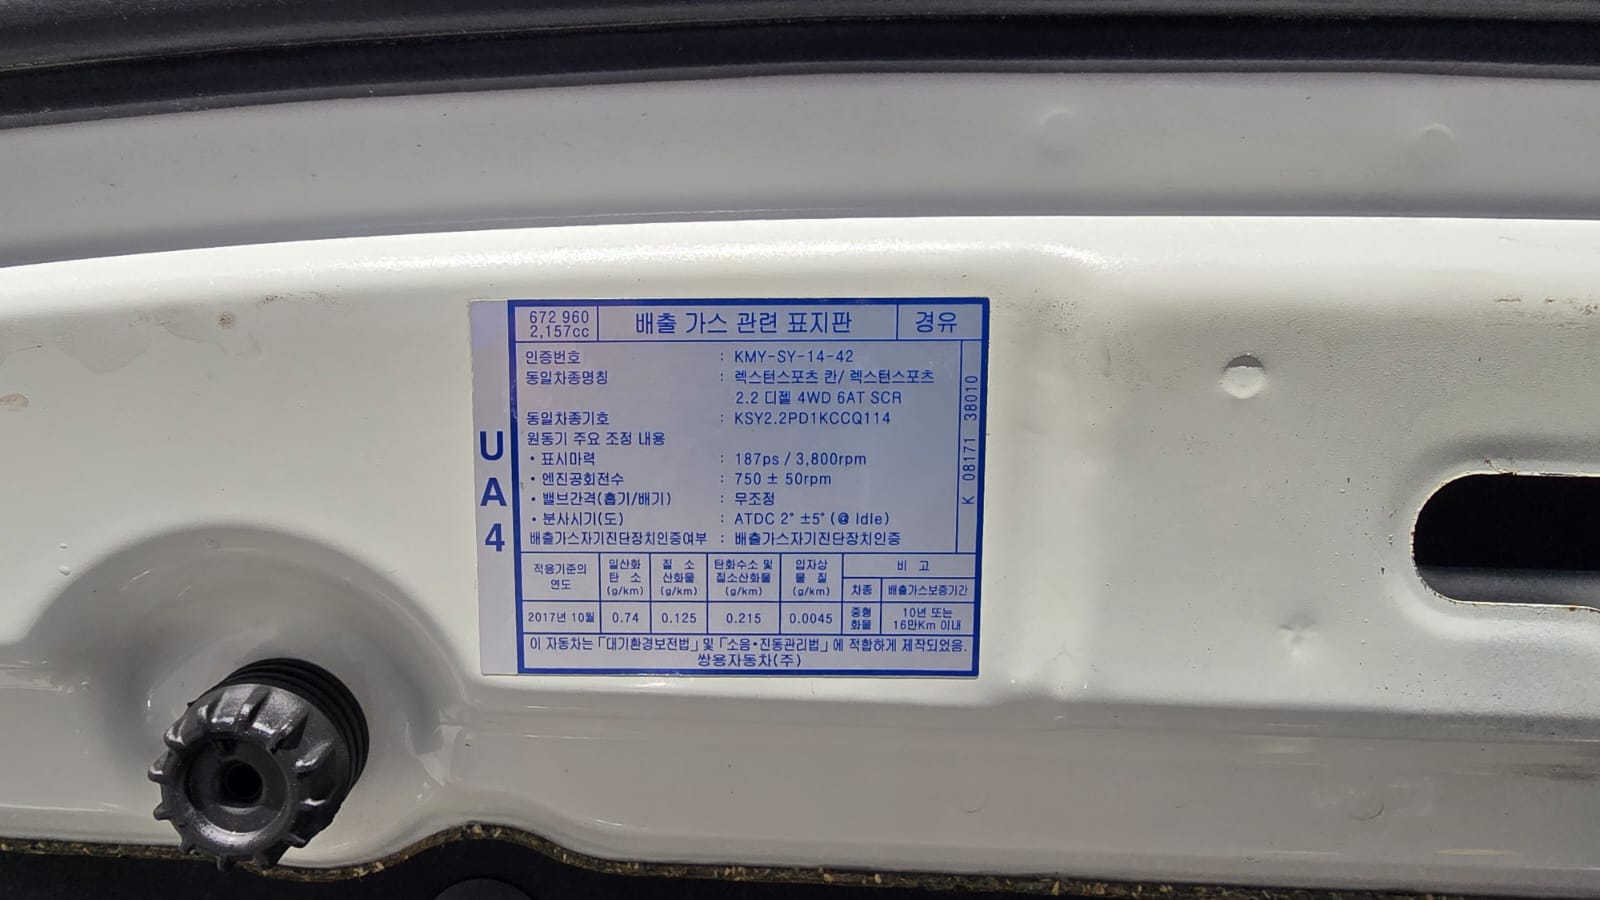 672 960
2,157cc
배출 가스 관련 표지판
경유
인증번호 : KMY-SY-14-42
동일차종명칭 : 렉스턴스포츠 칸/ 렉스턴스포츠
2.2 디젤 4WD 6AT SCR
동일차종기호 : KSY2.2PD1KCCQ114
원동기 주요 조정 내용
• 표시마력 : 187ps / 3,800rpm
• 엔진공회전수 : 750 ± 50rpm
• 밸브간격(흡기/배기) : 무조정
• 분사시기(도) : ATDC 2° ±5° (@ Idle)
배출가스자기진단장치인증여부 : 배출가스자기진단장치인증
K 08171 38010
U
A
4
적용기준의
연도
일산화
탄 소
(g/km)
질 소
산화물
(g/km)
탄화수소 및
질소산화물
(g/km)
입자상
물 질
(g/km)
비 고
차종
배출가스보증기간
2017년 10월
0.74
0.125
0.215
0.0045
중형
화물
10년 또는
16만Km 이내
이 자동차는 「대기환경보전법」 및 「소음•진동관리법」 에 적합하게 제작되었음.
쌍용자동차(주)